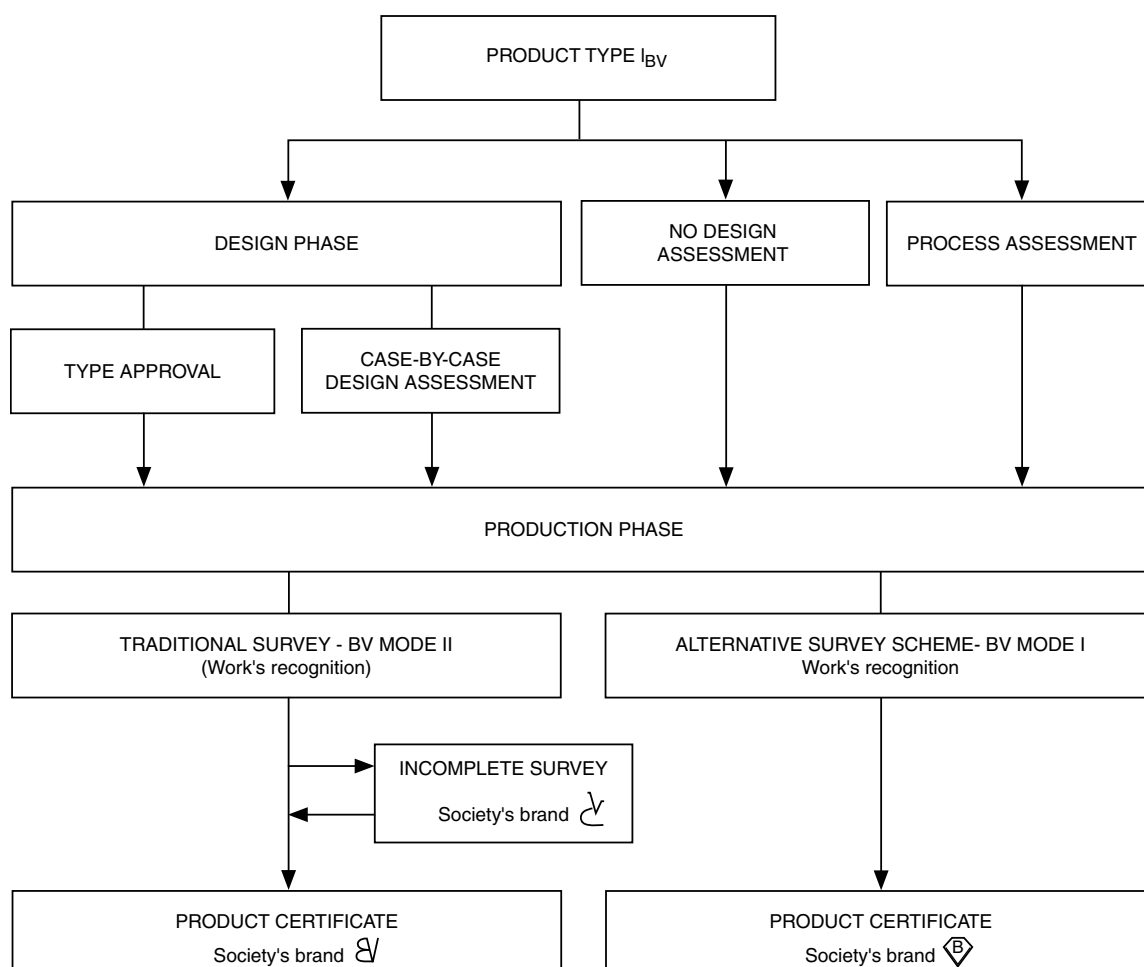 PRODUCT TYPE IBV
DESIGN PHASE
NO DESIGN
ASSESSMENT
PROCESS ASSESSMENT
TYPE APPROVAL
CASE-BY-CASE
DESIGN ASSESSMENT
PRODUCTION PHASE
TRADITIONAL SURVEY - BV MODE II
(Work's recognition)
ALTERNATIVE SURVEY SCHEME- BV MODE I
Work's recognition
INCOMPLETE SURVEY
Society's brand
PRODUCT CERTIFICATE
Society's brand BV
PRODUCT CERTIFICATE
Society's brand B